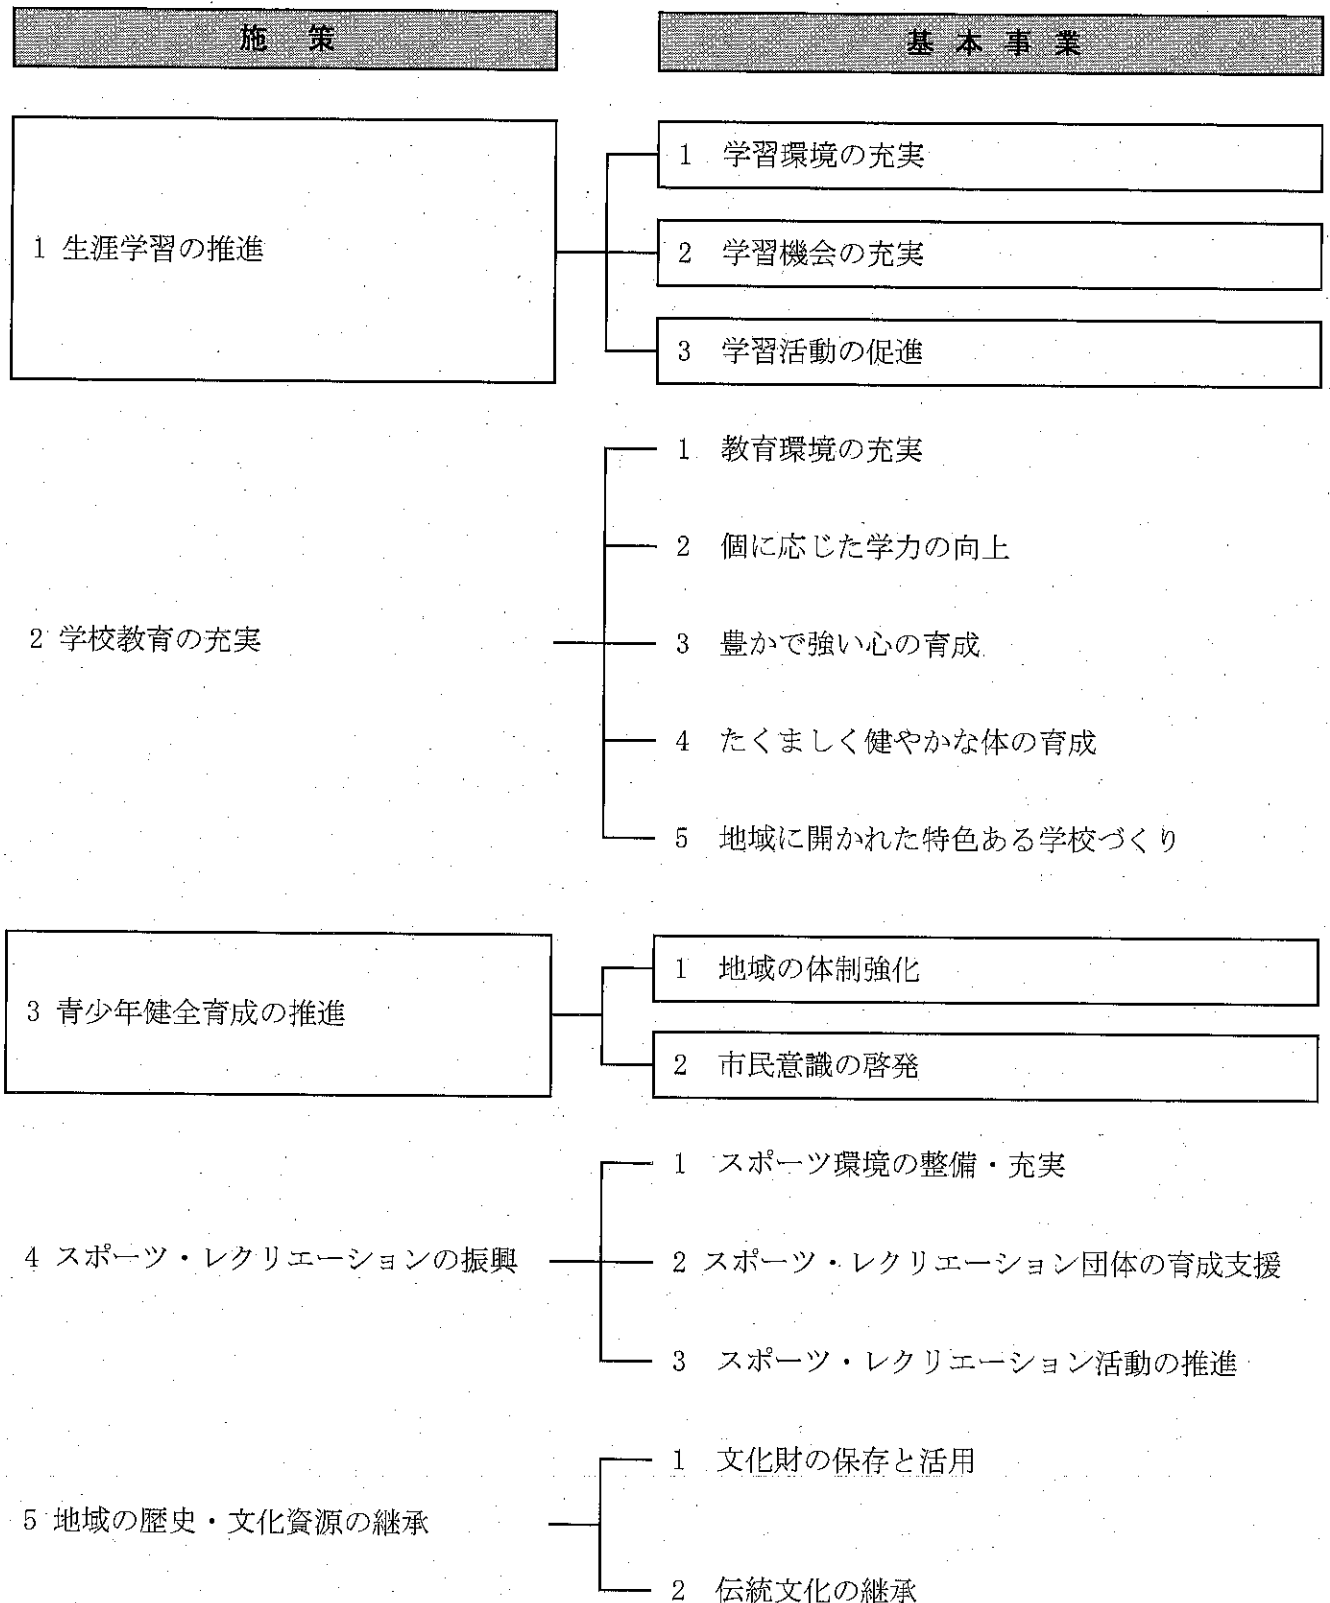 施 策
基 本 事 業
1 生涯学習の推進
1 学習環境の充実
2 学習機会の充実
3 学習活動の促進
2 学校教育の充実
1 教育環境の充実
2 個に応じた学力の向上
3 豊かで強い心の育成
4 たくましく健やかな体の育成
5 地域に開かれた特色ある学校づくり
3 青少年健全育成の推進
1 地域の体制強化
2 市民意識の啓発
4 スポーツ・レクリエーションの振興
1 スポーツ環境の整備・充実
2 スポーツ・レクリエーション団体の育成支援
3 スポーツ・レクリエーション活動の推進
5 地域の歴史・文化資源の継承
1 文化財の保存と活用
2 伝統文化の継承